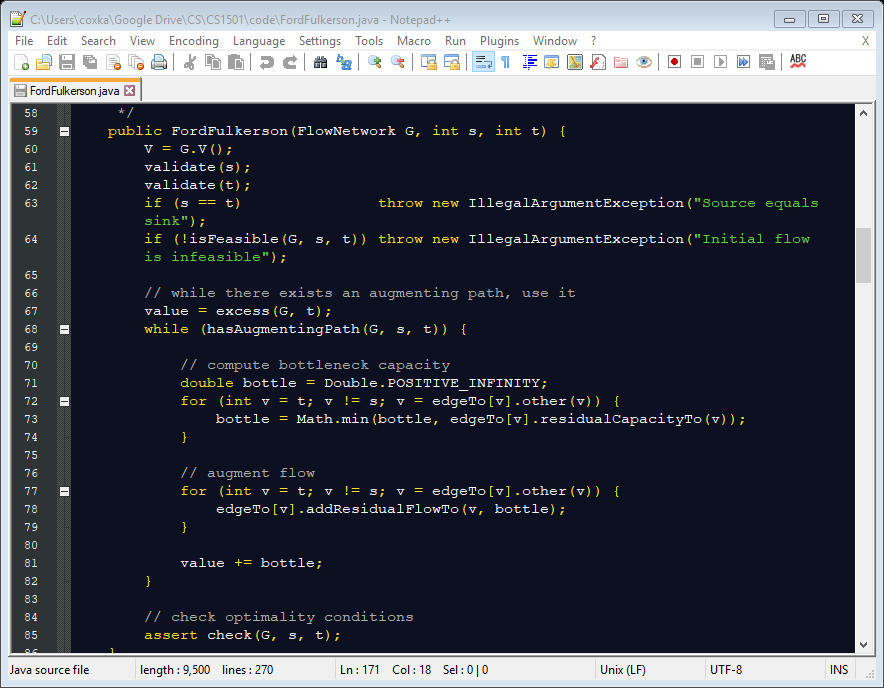 C:\Users\coxka\Google Drive\CS\CS1501\code\FordFulkerson.java - Notepad++
File Edit Search View Encoding Language Settings Tools Macro Run Plugins Window ? X
ABC
FordFulkerson.java
58 */
59 public FordFulkerson(FlowNetwork G, int s, int t) {
60 V = G.V();
61 validate(s);
62 validate(t);
63 if (s == t) throw new IllegalArgumentException("Source equals
sink");
64 if (!isFeasible(G, s, t)) throw new IllegalArgumentException("Initial flow
is infeasible");
65
66 // while there exists an augmenting path, use it
67 value = excess(G, t);
68 while (hasAugmentingPath(G, s, t)) {
69
70 // compute bottleneck capacity
71 double bottle = Double.POSITIVE_INFINITY;
72 for (int v = t; v != s; v = edgeTo[v].other(v)) {
73 bottle = Math.min(bottle, edgeTo[v].residualCapacityTo(v));
74 }
75
76 // augment flow
77 for (int v = t; v != s; v = edgeTo[v].other(v)) {
78 edgeTo[v].addResidualFlowTo(v, bottle);
79 }
80
81 value += bottle;
82 }
83
84 // check optimality conditions
85 assert check(G, s, t);
86 }
Java source file length : 9,500 lines : 270 Ln : 171 Col : 18 Sel : 0 | 0 Unix (LF) UTF-8 INS